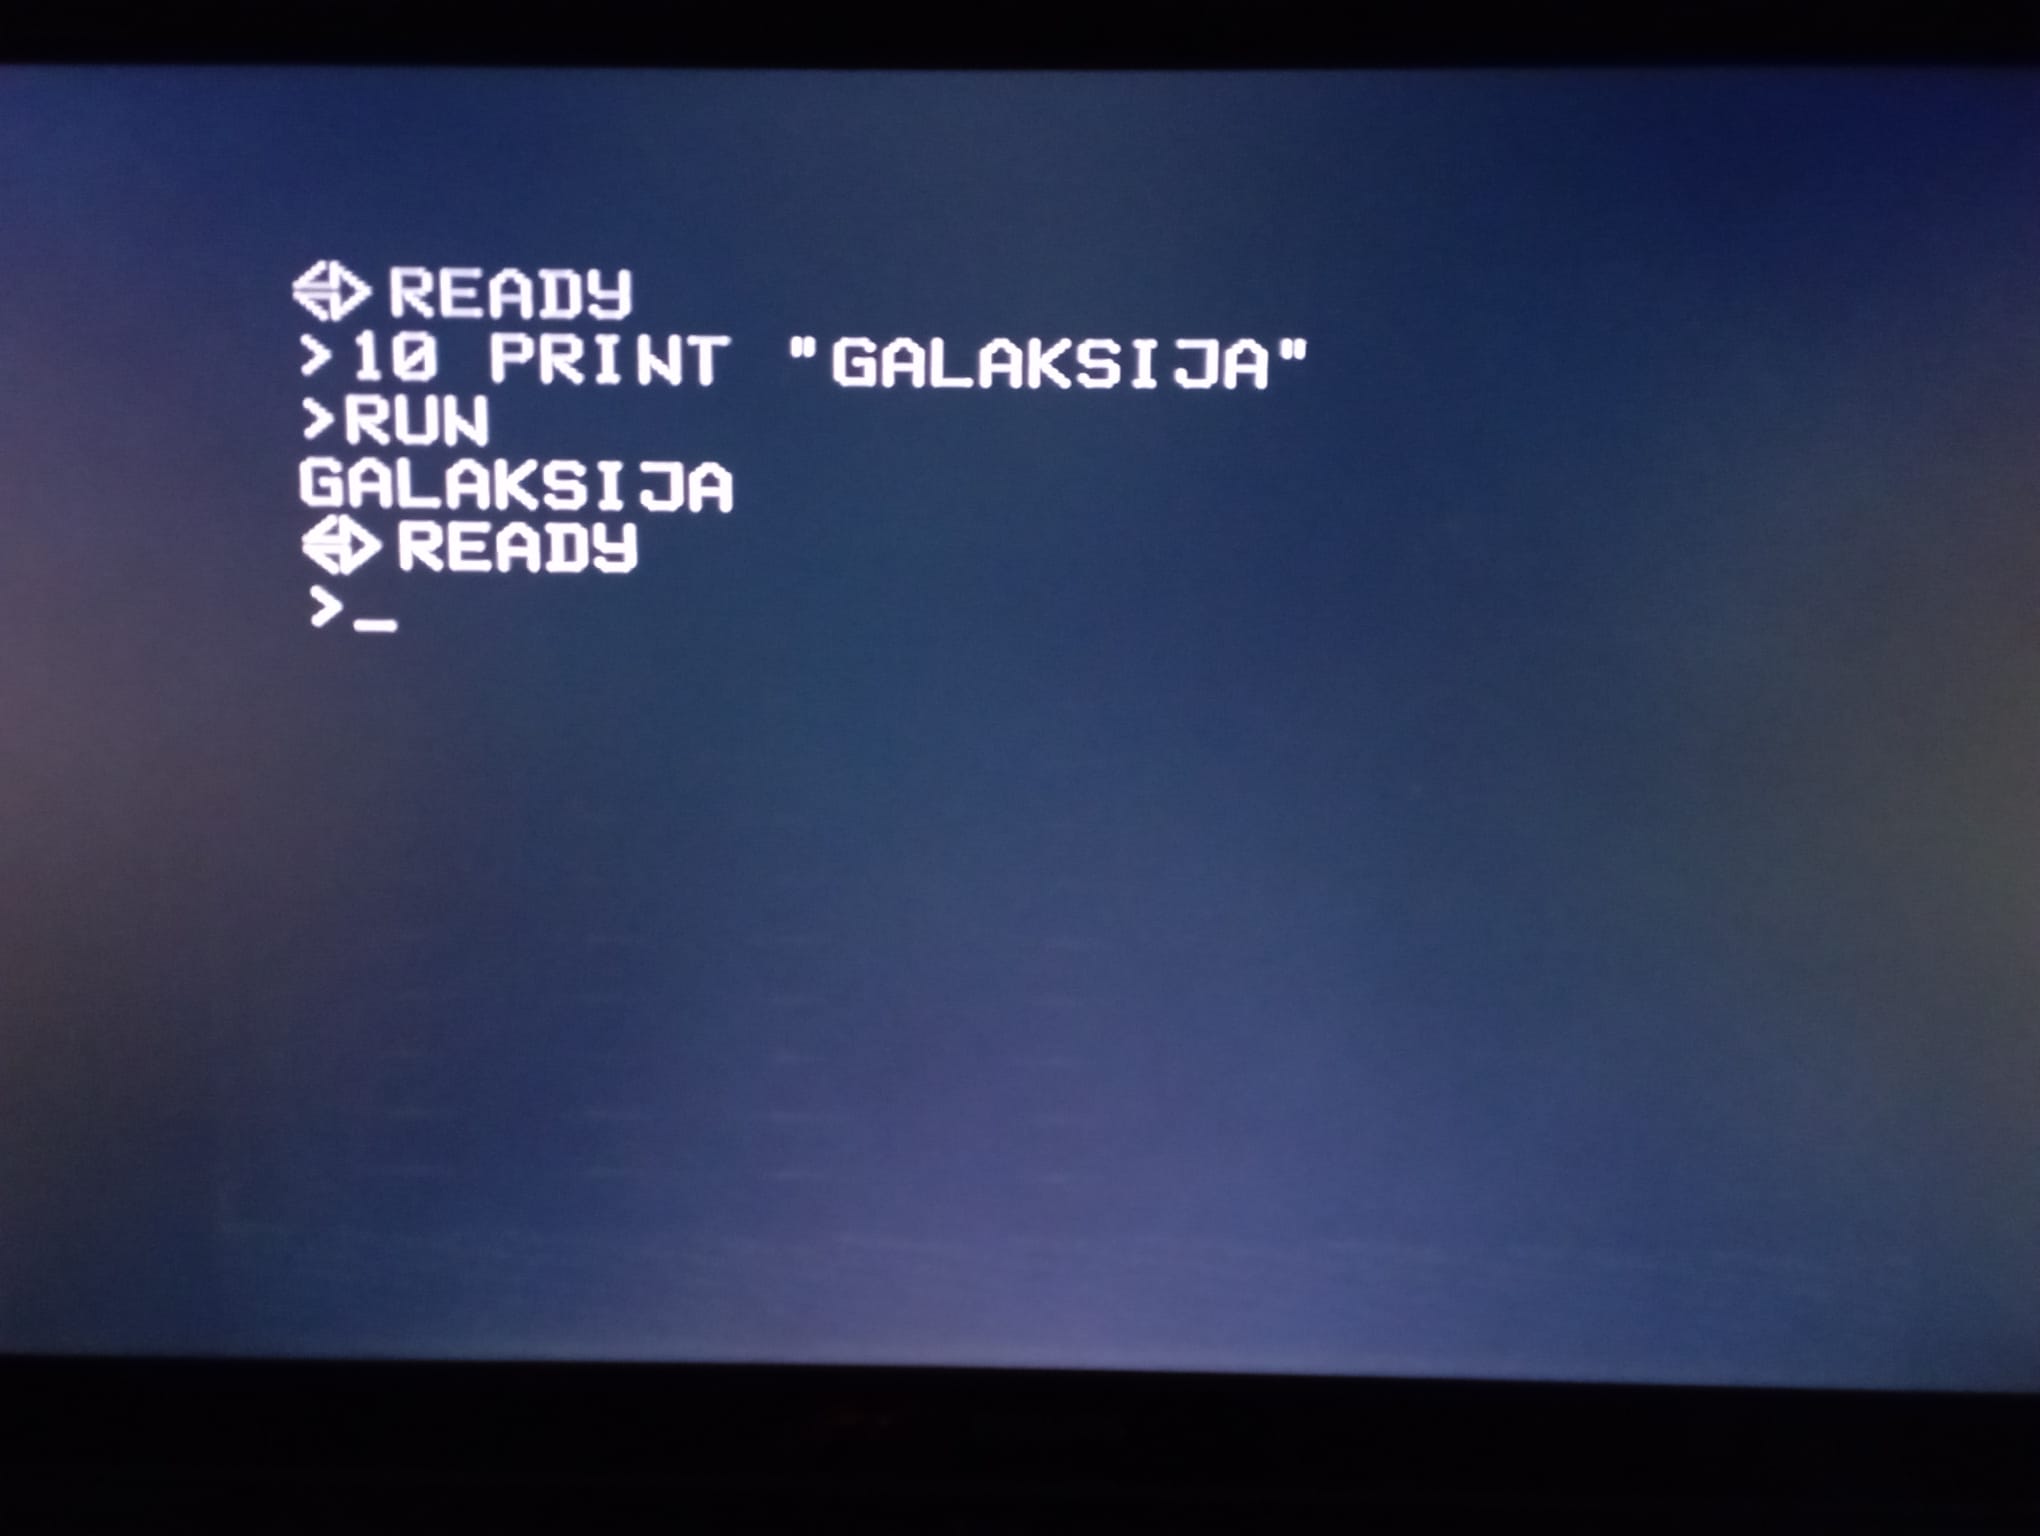 READY
>10 PRINT "GALAKSIJA"
>RUN
GALAKSIJA
READY
>_